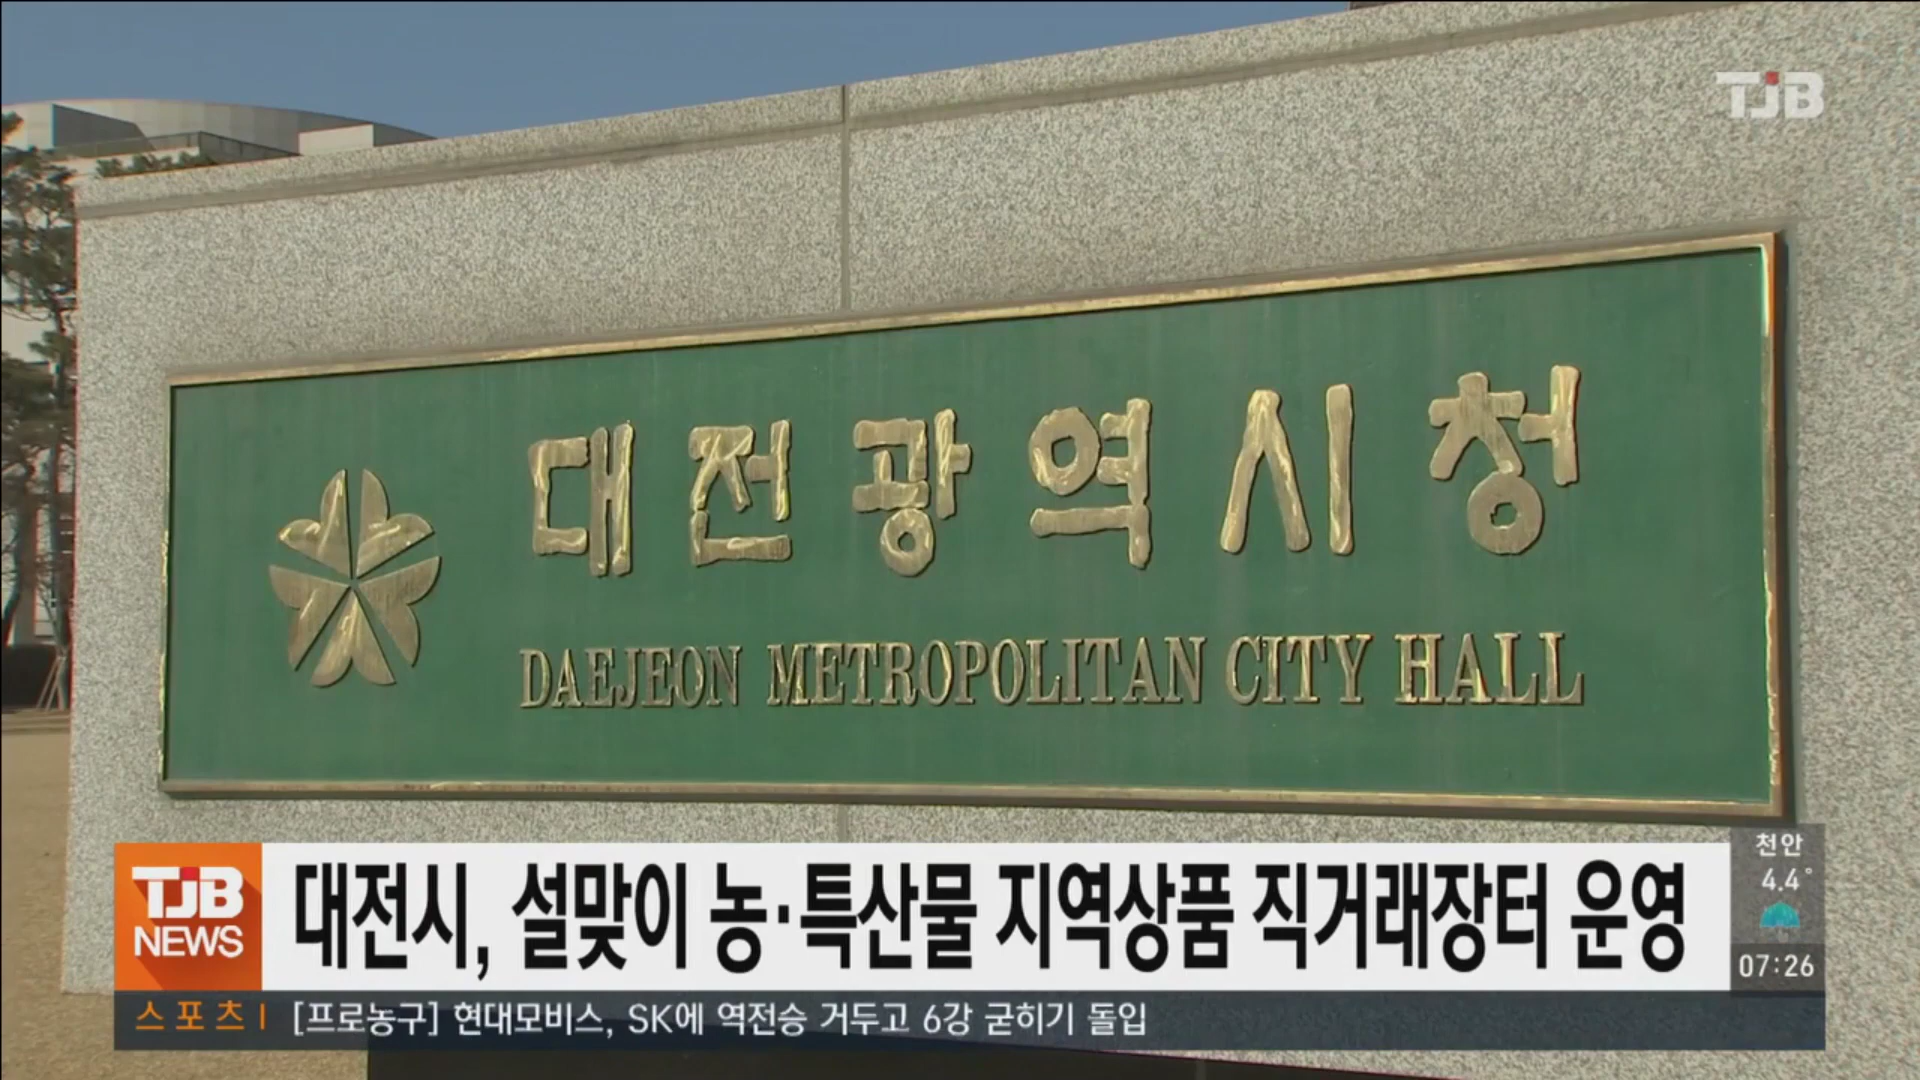 TJB
대전광역시청
DAEJEON METROPOLITAN CITY HALL
TJB NEWS
대전시, 설맞이 농·특산물 지역상품 직거래장터 운영
천안
4.4°
07:26
스포츠
[프로농구] 현대모비스, SK에 역전승 거두고 6강 굳히기 돌입